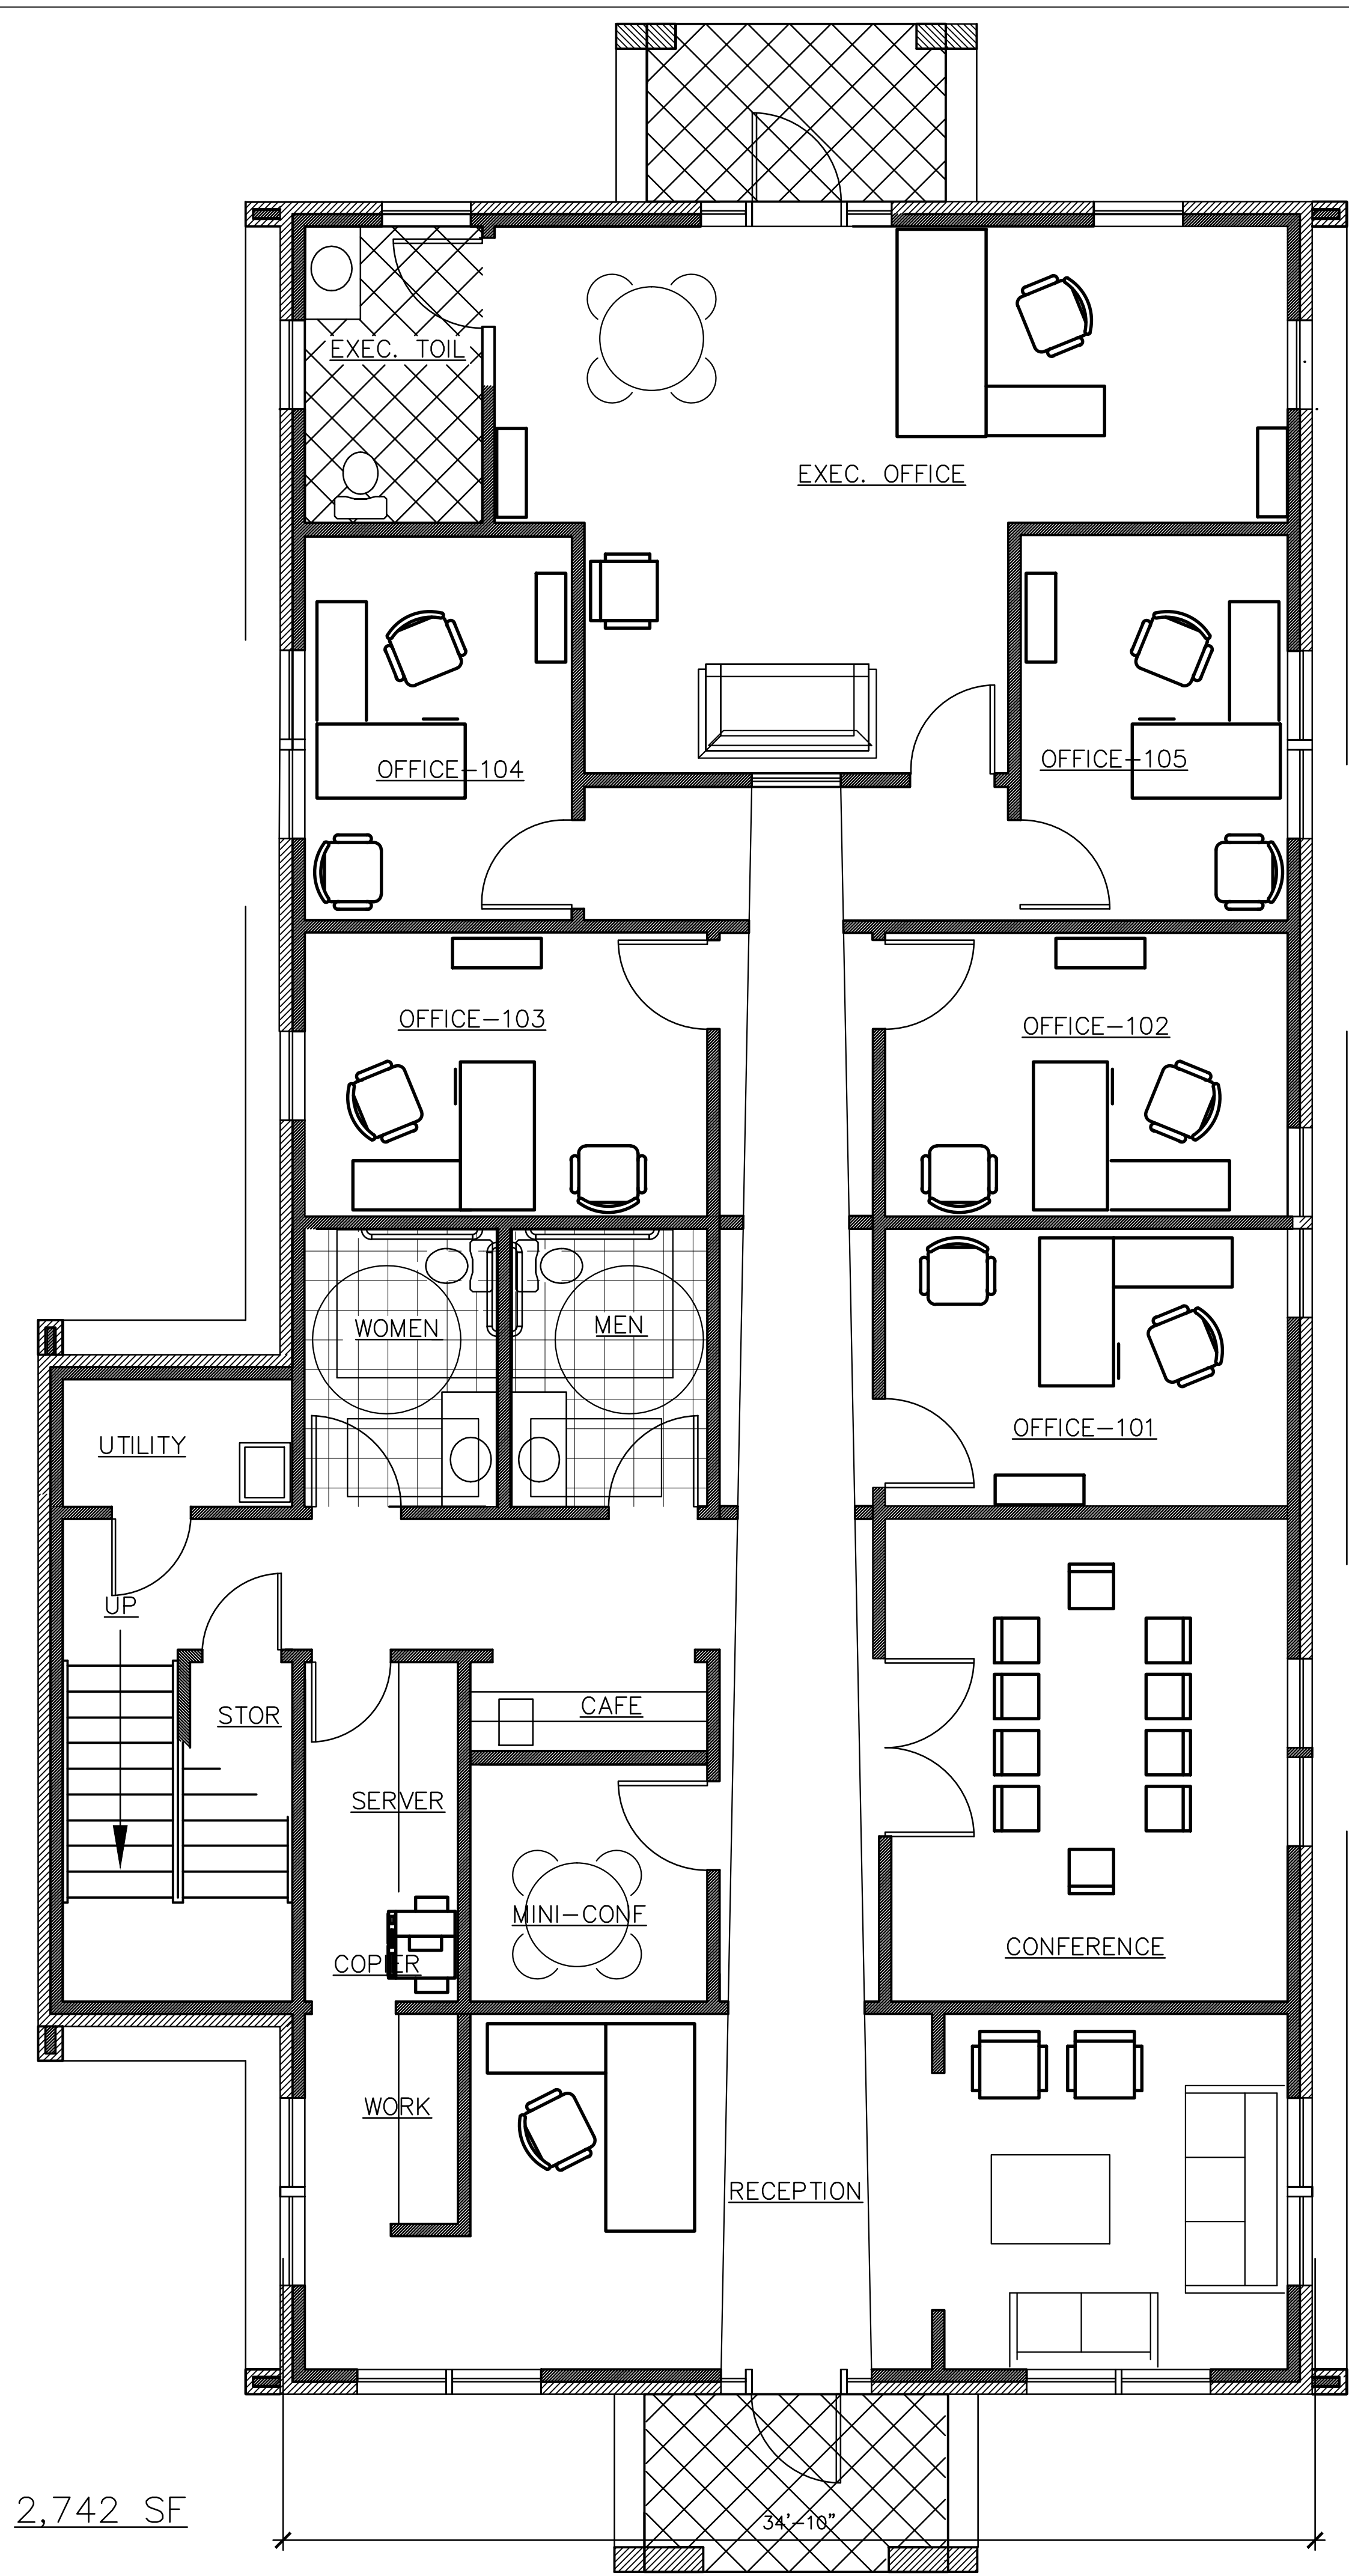 EXEC. TOIL
EXEC. OFFICE
OFFICE-104
OFFICE-105
OFFICE-103
OFFICE-102
WOMEN
MEN
OFFICE-101
UTILITY
UP
STOR
CAFE
SERVER
MINI-CONF
CONFERENCE
COPIER
WORK
RECEPTION
2,742 SF
34'-10"